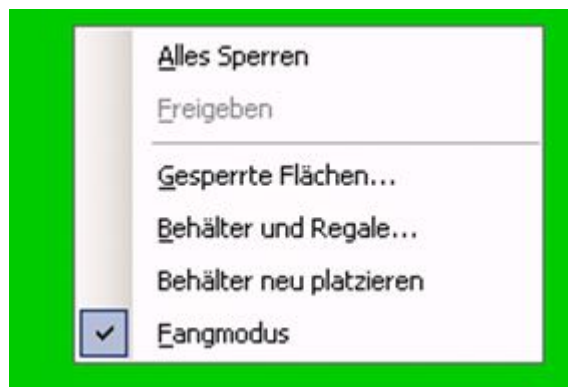 Alles Sperren
Freigeben
Gesperrte Flächen...
Behälter und Regale...
Behälter neu platzieren
Fangmodus